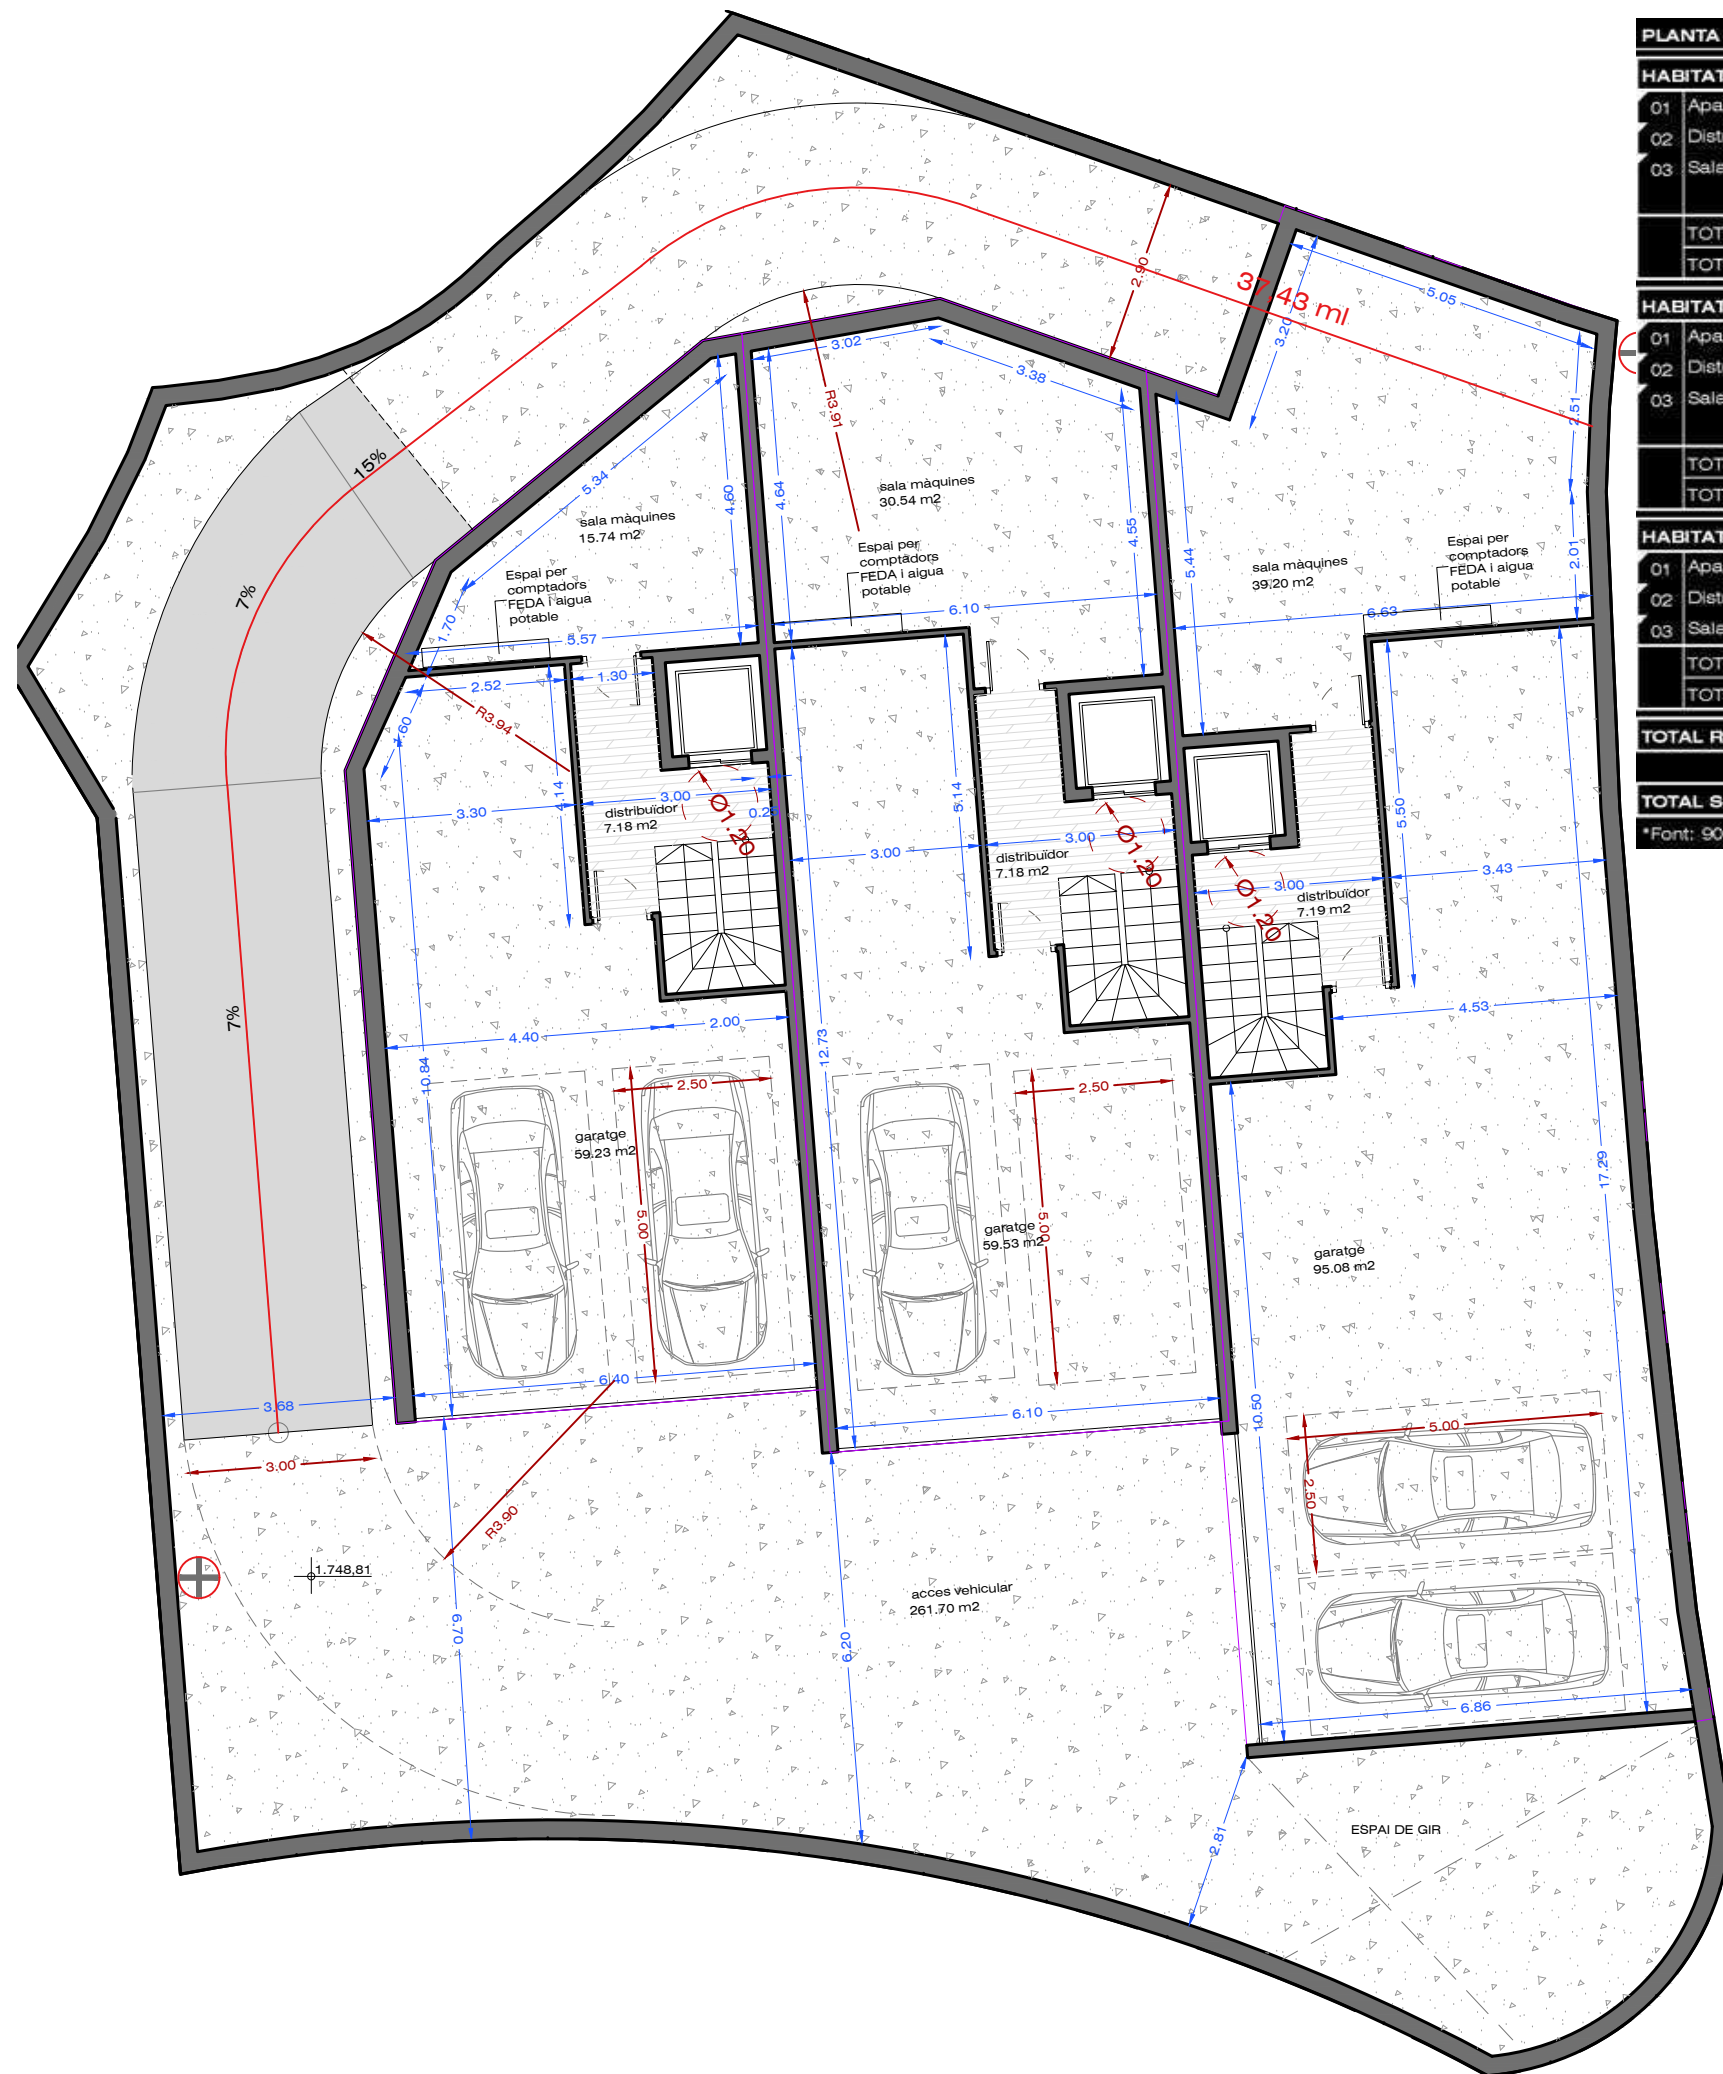 PLANTA
HABITAT
01 Apa
02 Dist
03 Sala
TOT
TOT
HABITAT
01 Apa
02 Dist
03 Sala
TOT
TOT
HABITAT
01 Apa
02 Dist
03 Sala
TOT
TOT
TOTAL R
TOTAL S
*Font: 90
37.43 ml
2.90
5.05
3.20
2.51
2.01
3.02
3.38
R3.91
15%
7%
7%
5.34
4.60
4.64
4.55
5.44
sala màquines
15.74 m2
sala màquines
30.54 m2
sala màquines
39.20 m2
Espai per
comptadors
FEDA i aigua
potable
Espai per
comptadors
FEDA i aigua
potable
Espai per
comptadors
FEDA i aigua
potable
1.70
5.57
6.10
6.63
2.52
1.30
1.60
R3.94
4.14
5.14
5.50
3.30
3.00
distribuïdor
7.18 m2
Ø1.20
3.00
3.00
distribuïdor
7.18 m2
Ø1.20
3.00
distribuïdor
7.19 m2
Ø1.20
3.43
4.40
2.00
4.53
10.84
12.73
17.29
10.50
2.50
5.00
garatge
59.23 m2
2.50
5.00
garatge
59.53 m2
garatge
95.08 m2
6.40
6.10
3.68
3.00
R3.90
5.00
2.50
6.86
1.748,81
6.70
6.20
acces vehicular
261.70 m2
2.81
ESPAI DE GIR